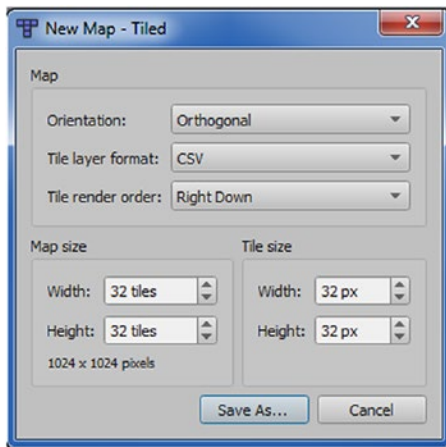 New Map - Tiled
Map
Orientation: Orthogonal
Tile layer format: CSV
Tile render order: Right Down
Map size
Width: 32 tiles
Height: 32 tiles
1024 x 1024 pixels
Tile size
Width: 32 px
Height: 32 px
Save As... Cancel